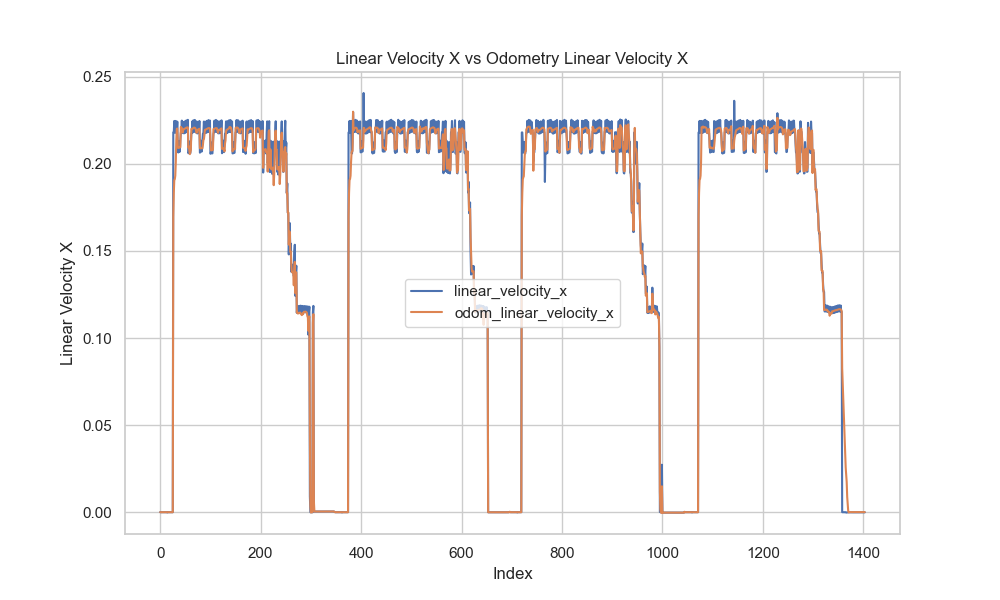 Linear Velocity X vs Odometry Linear Velocity X
0.25
0.20
0.15
0.10
0.05
0.00
Linear Velocity X
linear_velocity_x
odom_linear_velocity_x
0 200 400 600 800 1000 1200 1400
Index